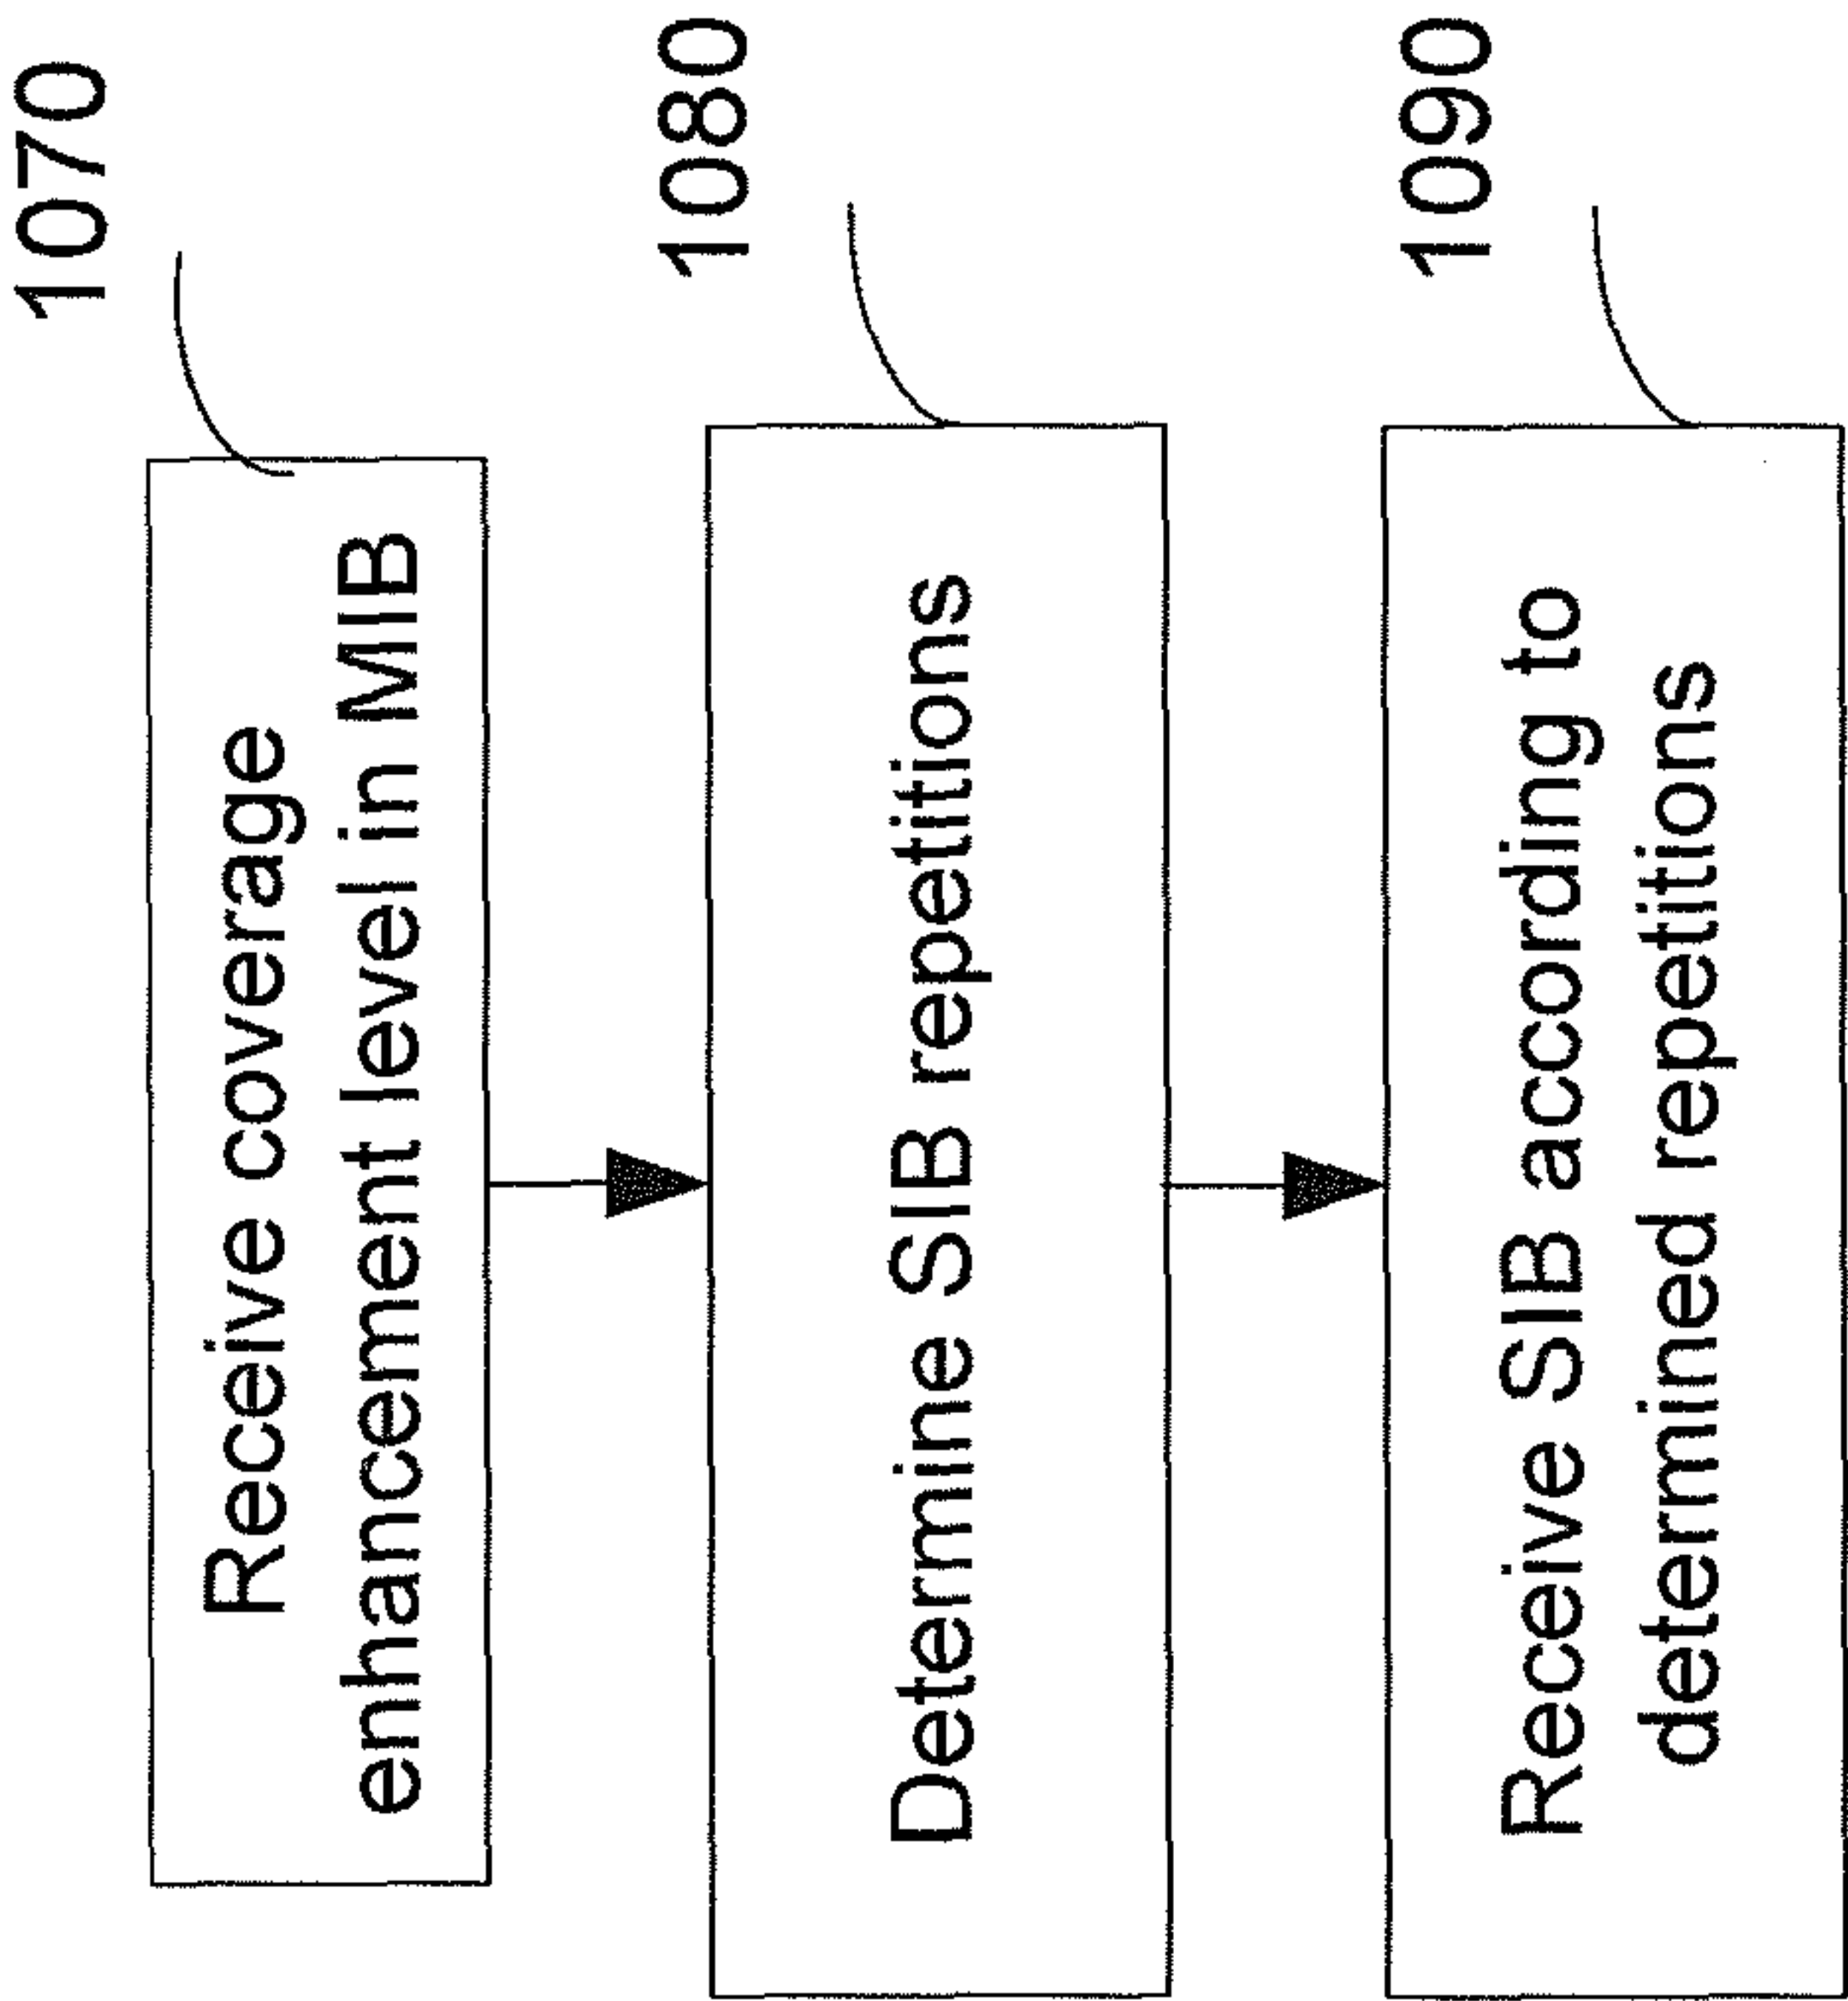 1070
Receive coverage
enhancement level in MIB
1080
Determine SIB repetitions
1090
Receive SIB according to
determined repetitions